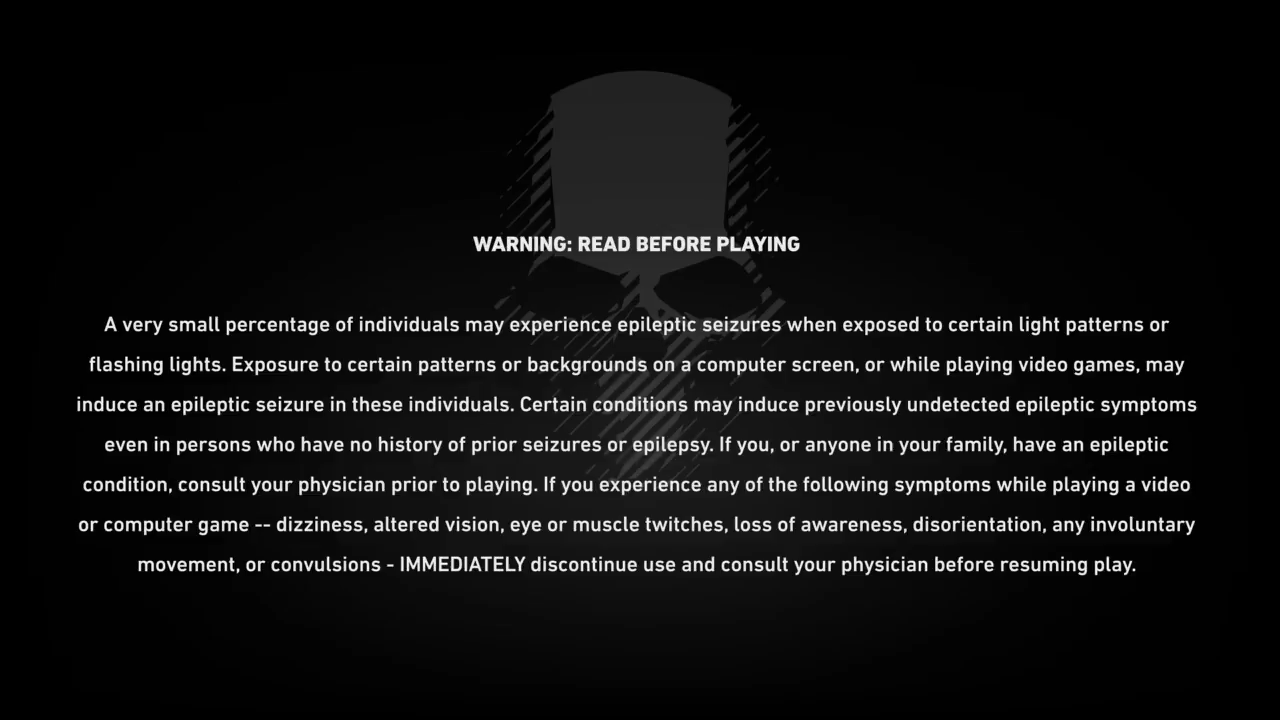 WARNING: READ BEFORE PLAYING
A very small percentage of individuals may experience epileptic seizures when exposed to certain light patterns or
flashing lights. Exposure to certain patterns or backgrounds on a computer screen, or while playing video games, may
induce an epileptic seizure in these individuals. Certain conditions may induce previously undetected epileptic symptoms
even in persons who have no history of prior seizures or epilepsy. If you, or anyone in your family, have an epileptic
condition, consult your physician prior to playing. If you experience any of the following symptoms while playing a video
or computer game -- dizziness, altered vision, eye or muscle twitches, loss of awareness, disorientation, any involuntary
movement, or convulsions - IMMEDIATELY discontinue use and consult your physician before resuming play.